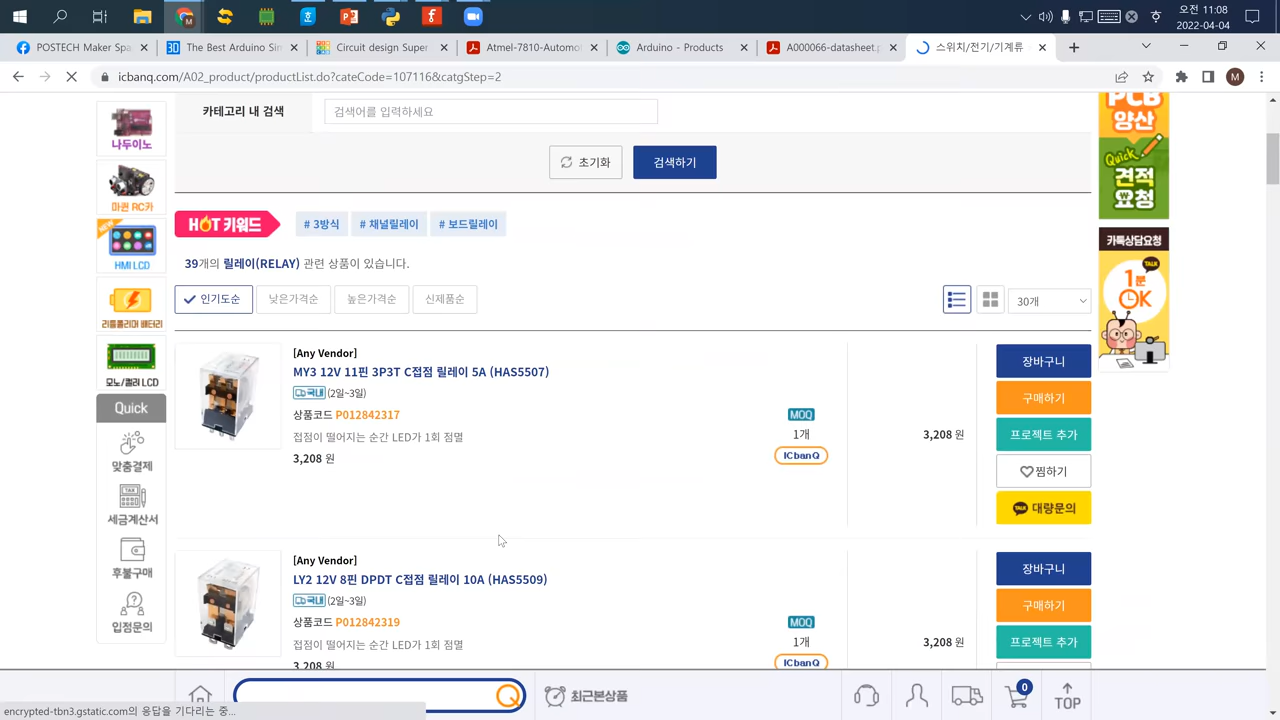 오전 11:08
2022-04-04
POSTECH Maker Spa
The Best Arduino Sir
Circuit design Super
Atmel-7810-Automo
Arduino - Products
A000066-datasheet.p
스위치/전기/기계류
icbanq.com/A02_product/productList.do?cateCode=107116&catgStep=2
M
카테고리 내 검색
검색어를 입력하세요
초기화
검색하기
HOT 키워드
# 3방식
# 채널릴레이
# 보드릴레이
39개의 릴레이(RELAY) 관련 상품이 있습니다.
인기도순
낮은가격순
높은가격순
신제품순
30개
[Any Vendor]
MY3 12V 11핀 3P3T C접점 릴레이 5A (HAS5507)
국내 (2일~3일)
상품코드 P012842317
접점이 떨어지는 순간 LED가 1회 점멸
3,208 원
MOQ
1개
ICbanQ
3,208 원
장바구니
구매하기
프로젝트 추가
찜하기
TALK 대량문의
[Any Vendor]
LY2 12V 8핀 DPDT C접점 릴레이 10A (HAS5509)
국내 (2일~3일)
상품코드 P012842319
접점이 떨어지는 순간 LED가 1회 점멸
3,208 원
MOQ
1개
ICbanQ
3,208 원
장바구니
구매하기
프로젝트 추가
나두이노
마퀸 RC카
NEW
HMI LCD
리튬폴리머 배터리
모노/컬러 LCD
Quick
맞춤결제
TAX
세금계산서
후불구매
입점문의
PCB
양산
Quick
견적
요청
카톡상담요청
TALK
1분
OK
최근본상품
0
TOP
encrypted-tbn3.gstatic.com의 응답을 기다리는 중...